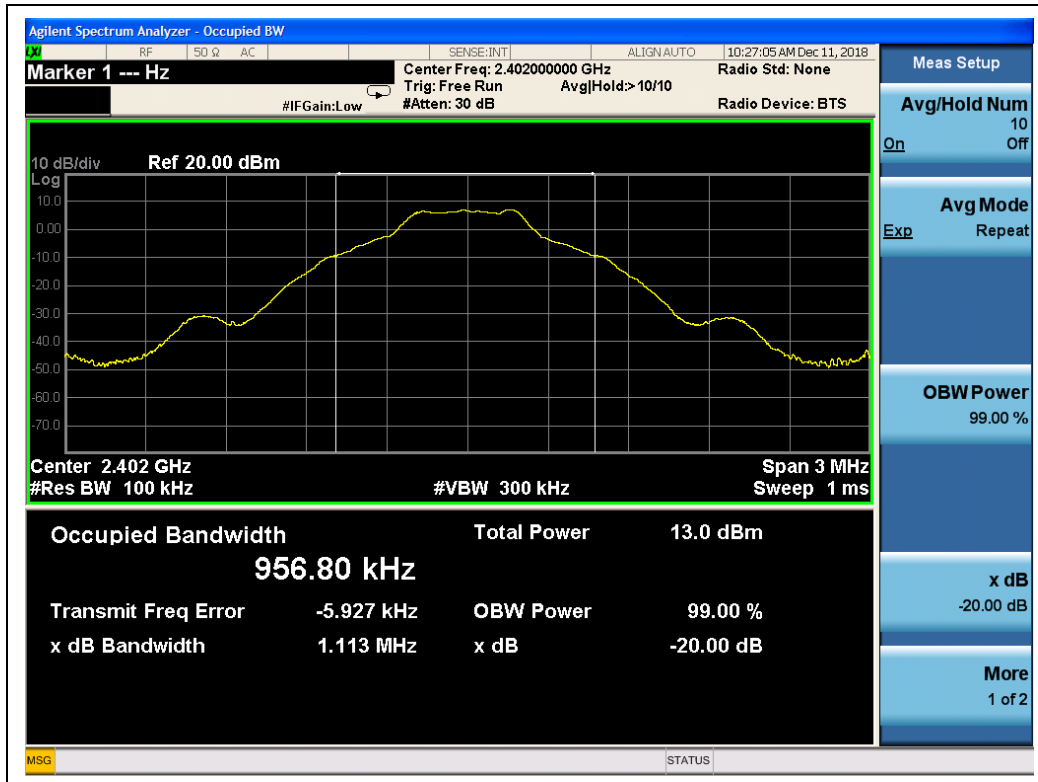 Agilent Spectrum Analyzer - Occupied BW
LXI RF 50 Ω AC SENSE:INT ALIGN AUTO 10:27:05 AM Dec 11, 2018
Marker 1 --- Hz
Center Freq: 2.402000000 GHz
Radio Std: None
Trig: Free Run Avg|Hold:> 10/10
#IFGain:Low #Atten: 30 dB Radio Device: BTS
10 dB/div Ref 20.00 dBm
Log
10.0
0.00
-10.0
-20.0
-30.0
-40.0
-50.0
-60.0
-70.0
Center 2.402 GHz Span 3 MHz
#Res BW 100 kHz #VBW 300 kHz Sweep 1 ms
Occupied Bandwidth Total Power 13.0 dBm
956.80 kHz
Transmit Freq Error -5.927 kHz OBW Power 99.00 %
x dB Bandwidth 1.113 MHz x dB -20.00 dB
Meas Setup
Avg/Hold Num
10
On Off
Avg Mode
Exp Repeat
OBW Power
99.00 %
x dB
-20.00 dB
More
1 of 2
MSG STATUS